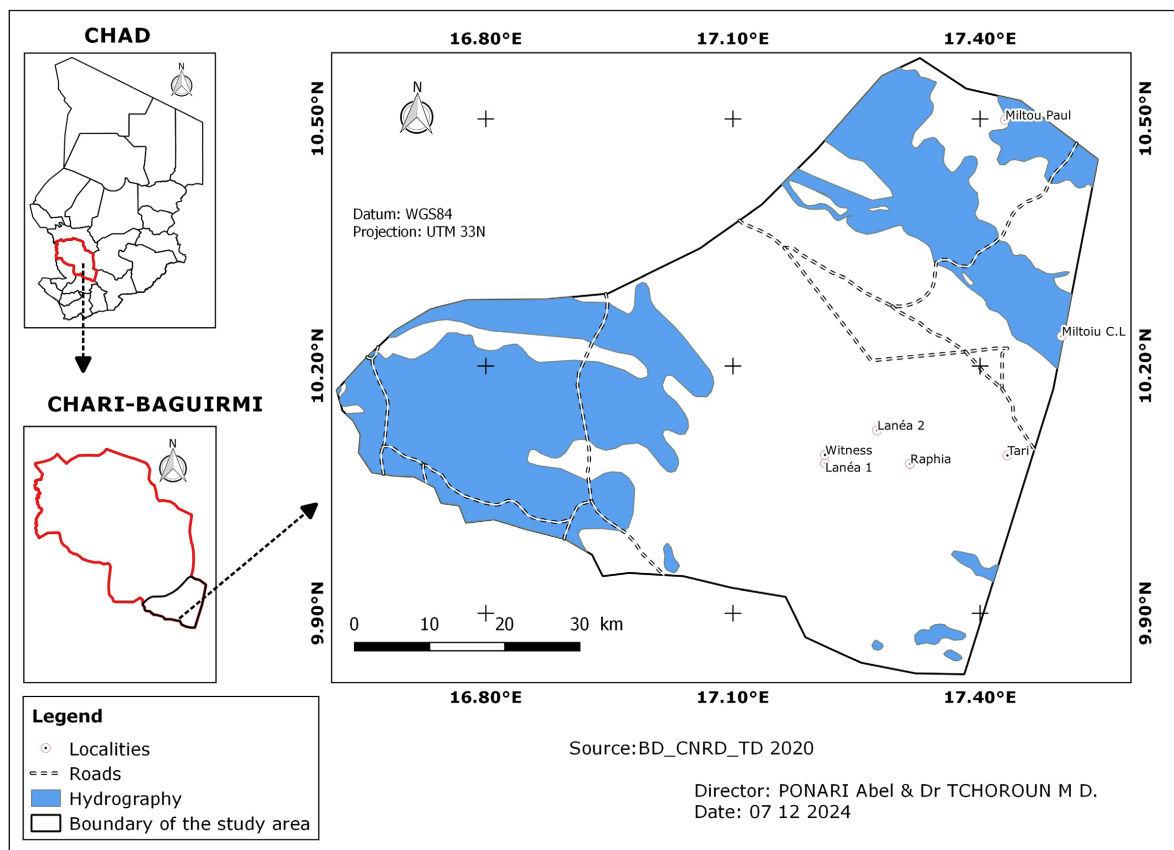 CHAD
N
CHARI-BAGUIRMI
N
16.80°E
17.10°E
17.40°E
10.50°N
10.20°N
9.90°N
N
Datum: WGS84
Projection: UTM 33N
Miltou Paul
Miltoiu C.L
Lanéa 2
Witness
Lanéa 1
Raphia
Tari
0 10 20 30 km
10.50°N
10.20°N
9.90°N
16.80°E
17.10°E
17.40°E
Legend
Localities
Roads
Hydrography
Boundary of the study area
Source:BD_CNRD_TD 2020
Director: PONARI Abel & Dr TCHOROUN M D.
Date: 07 12 2024